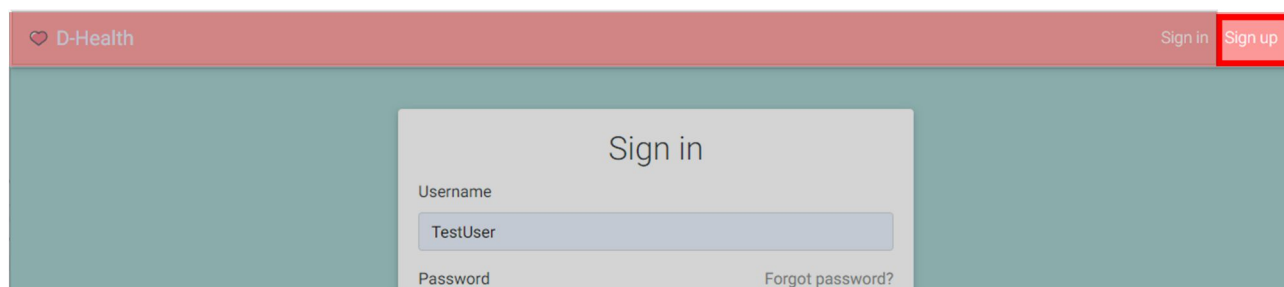 D-Health
Sign in Sign up
Sign in
Username
TestUser
Password Forgot password?